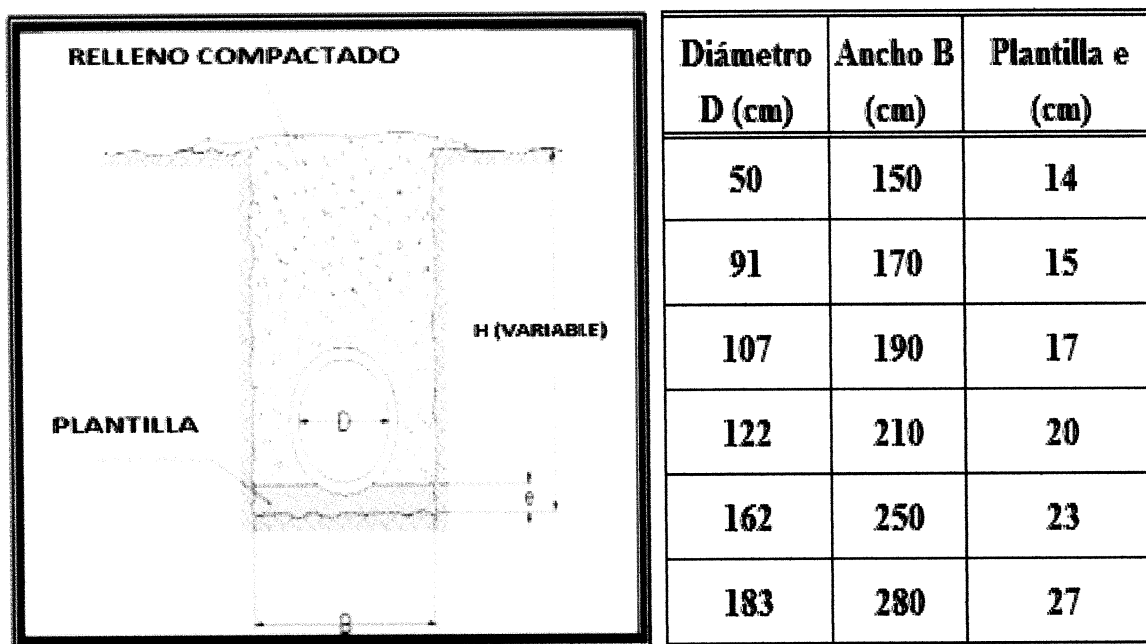 RELLENO COMPACTADO
H (VARIABLE)
D
PLANTILLA
e
B
Diámetro D (cm) Ancho B (cm) Plantilla e (cm)
50 150 14
91 170 15
107 190 17
122 210 20
162 250 23
183 280 27